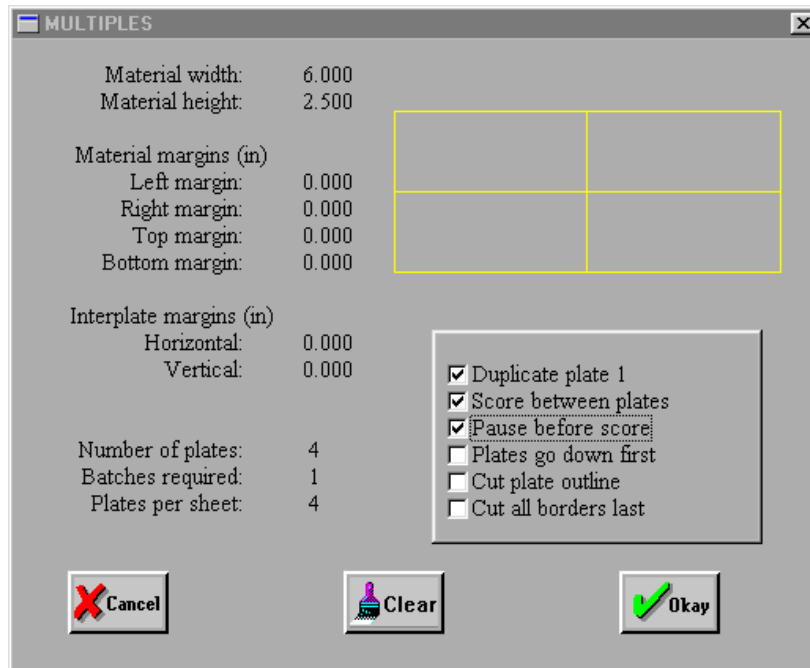 MULTIPLES
Material width: 6.000
Material height: 2.500
Material margins (in)
Left margin: 0.000
Right margin: 0.000
Top margin: 0.000
Bottom margin: 0.000
Interplate margins (in)
Horizontal: 0.000
Vertical: 0.000
Number of plates: 4
Batches required: 1
Plates per sheet: 4
Duplicate plate 1
Score between plates
Pause before score
Plates go down first
Cut plate outline
Cut all borders last
Cancel
Clear
Okay